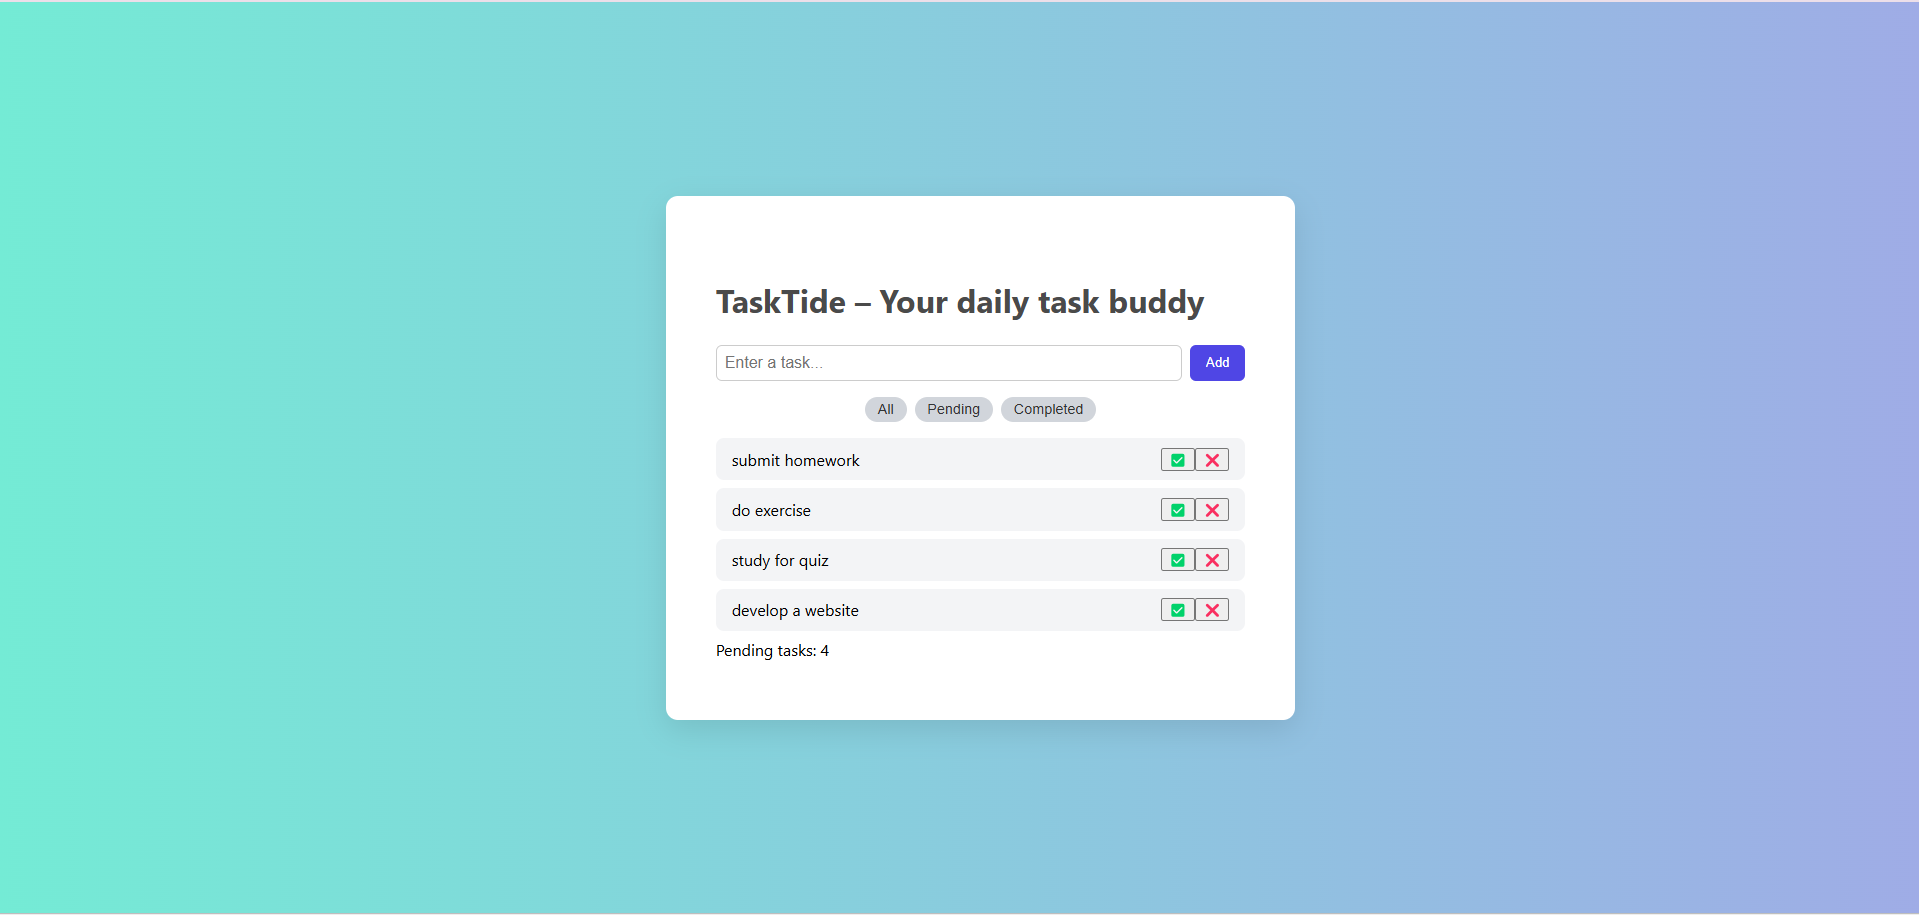 TaskTide – Your daily task buddy
Enter a task...
Add
All Pending Completed
submit homework
do exercise
study for quiz
develop a website
Pending tasks: 4